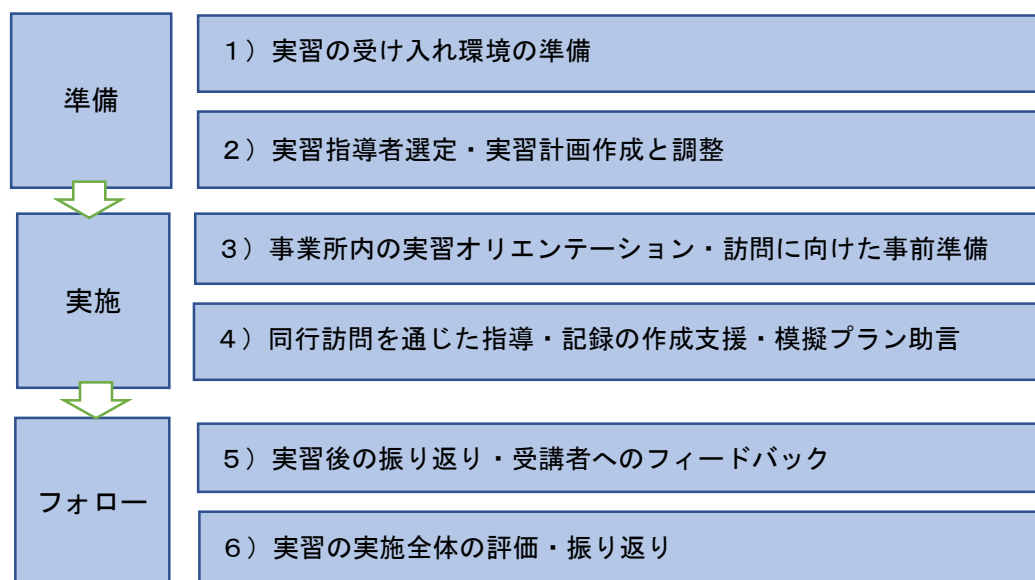 準備
１）実習の受け入れ環境の準備
２）実習指導者選定・実習計画作成と調整
実施
３）事業所内の実習オリエンテーション・訪問に向けた事前準備
４）同行訪問を通じた指導・記録の作成支援・模擬プラン助言
フォロー
５）実習後の振り返り・受講者へのフィードバック
６）実習の実施全体の評価・振り返り